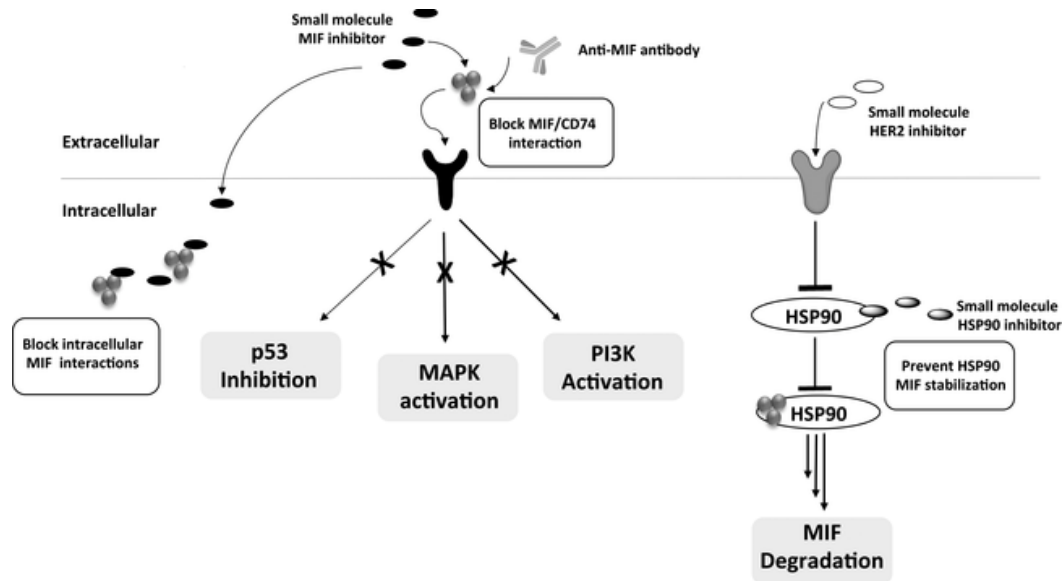 Small molecule
MIF inhibitor
Anti-MIF antibody
Block MIF/CD74
interaction
Small molecule
HER2 inhibitor
Extracellular
Intracellular
Block intracellular
MIF interactions
p53
Inhibition
MAPK
activation
PI3K
Activation
HSP90
Small molecule
HSP90 inhibitor
Prevent HSP90
MIF stabilization
HSP90
MIF
Degradation